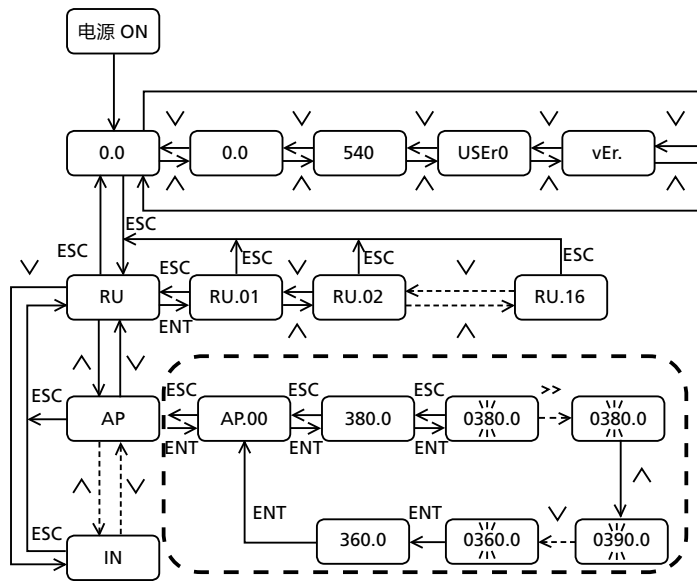 电源 ON
0.0
0.0
540
USEr0
vEr.
ESC
ESC
ESC
ESC
ESC
ESC
RU
RU.01
RU.02
RU.16
ENT
ESC
ESC
ESC
ESC
>>
AP
AP.00
380.0
0380.0
0380.0
ENT
ENT
ENT
ENT
ENT
ESC
IN
360.0
0360.0
0390.0